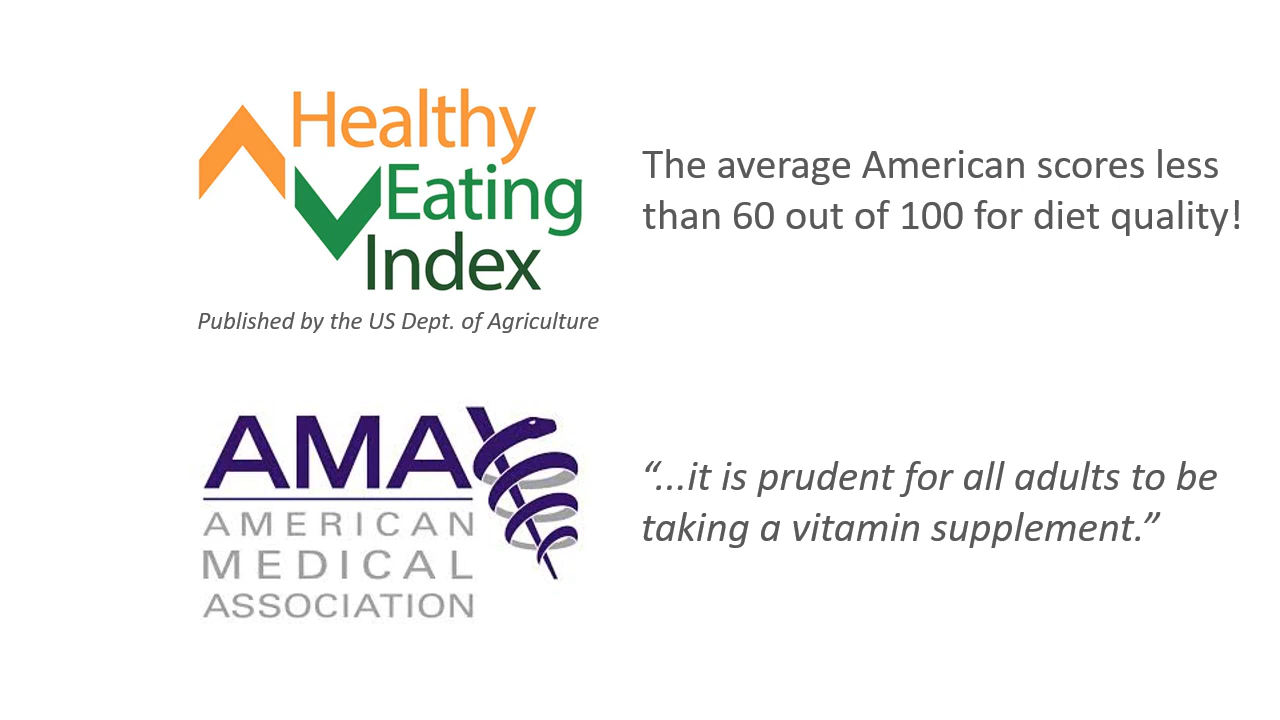 Healthy
Eating
Index
Published by the US Dept. of Agriculture
The average American scores less
than 60 out of 100 for diet quality!
AMA
AMERICAN
MEDICAL
ASSOCIATION
“...it is prudent for all adults to be
taking a vitamin supplement.”